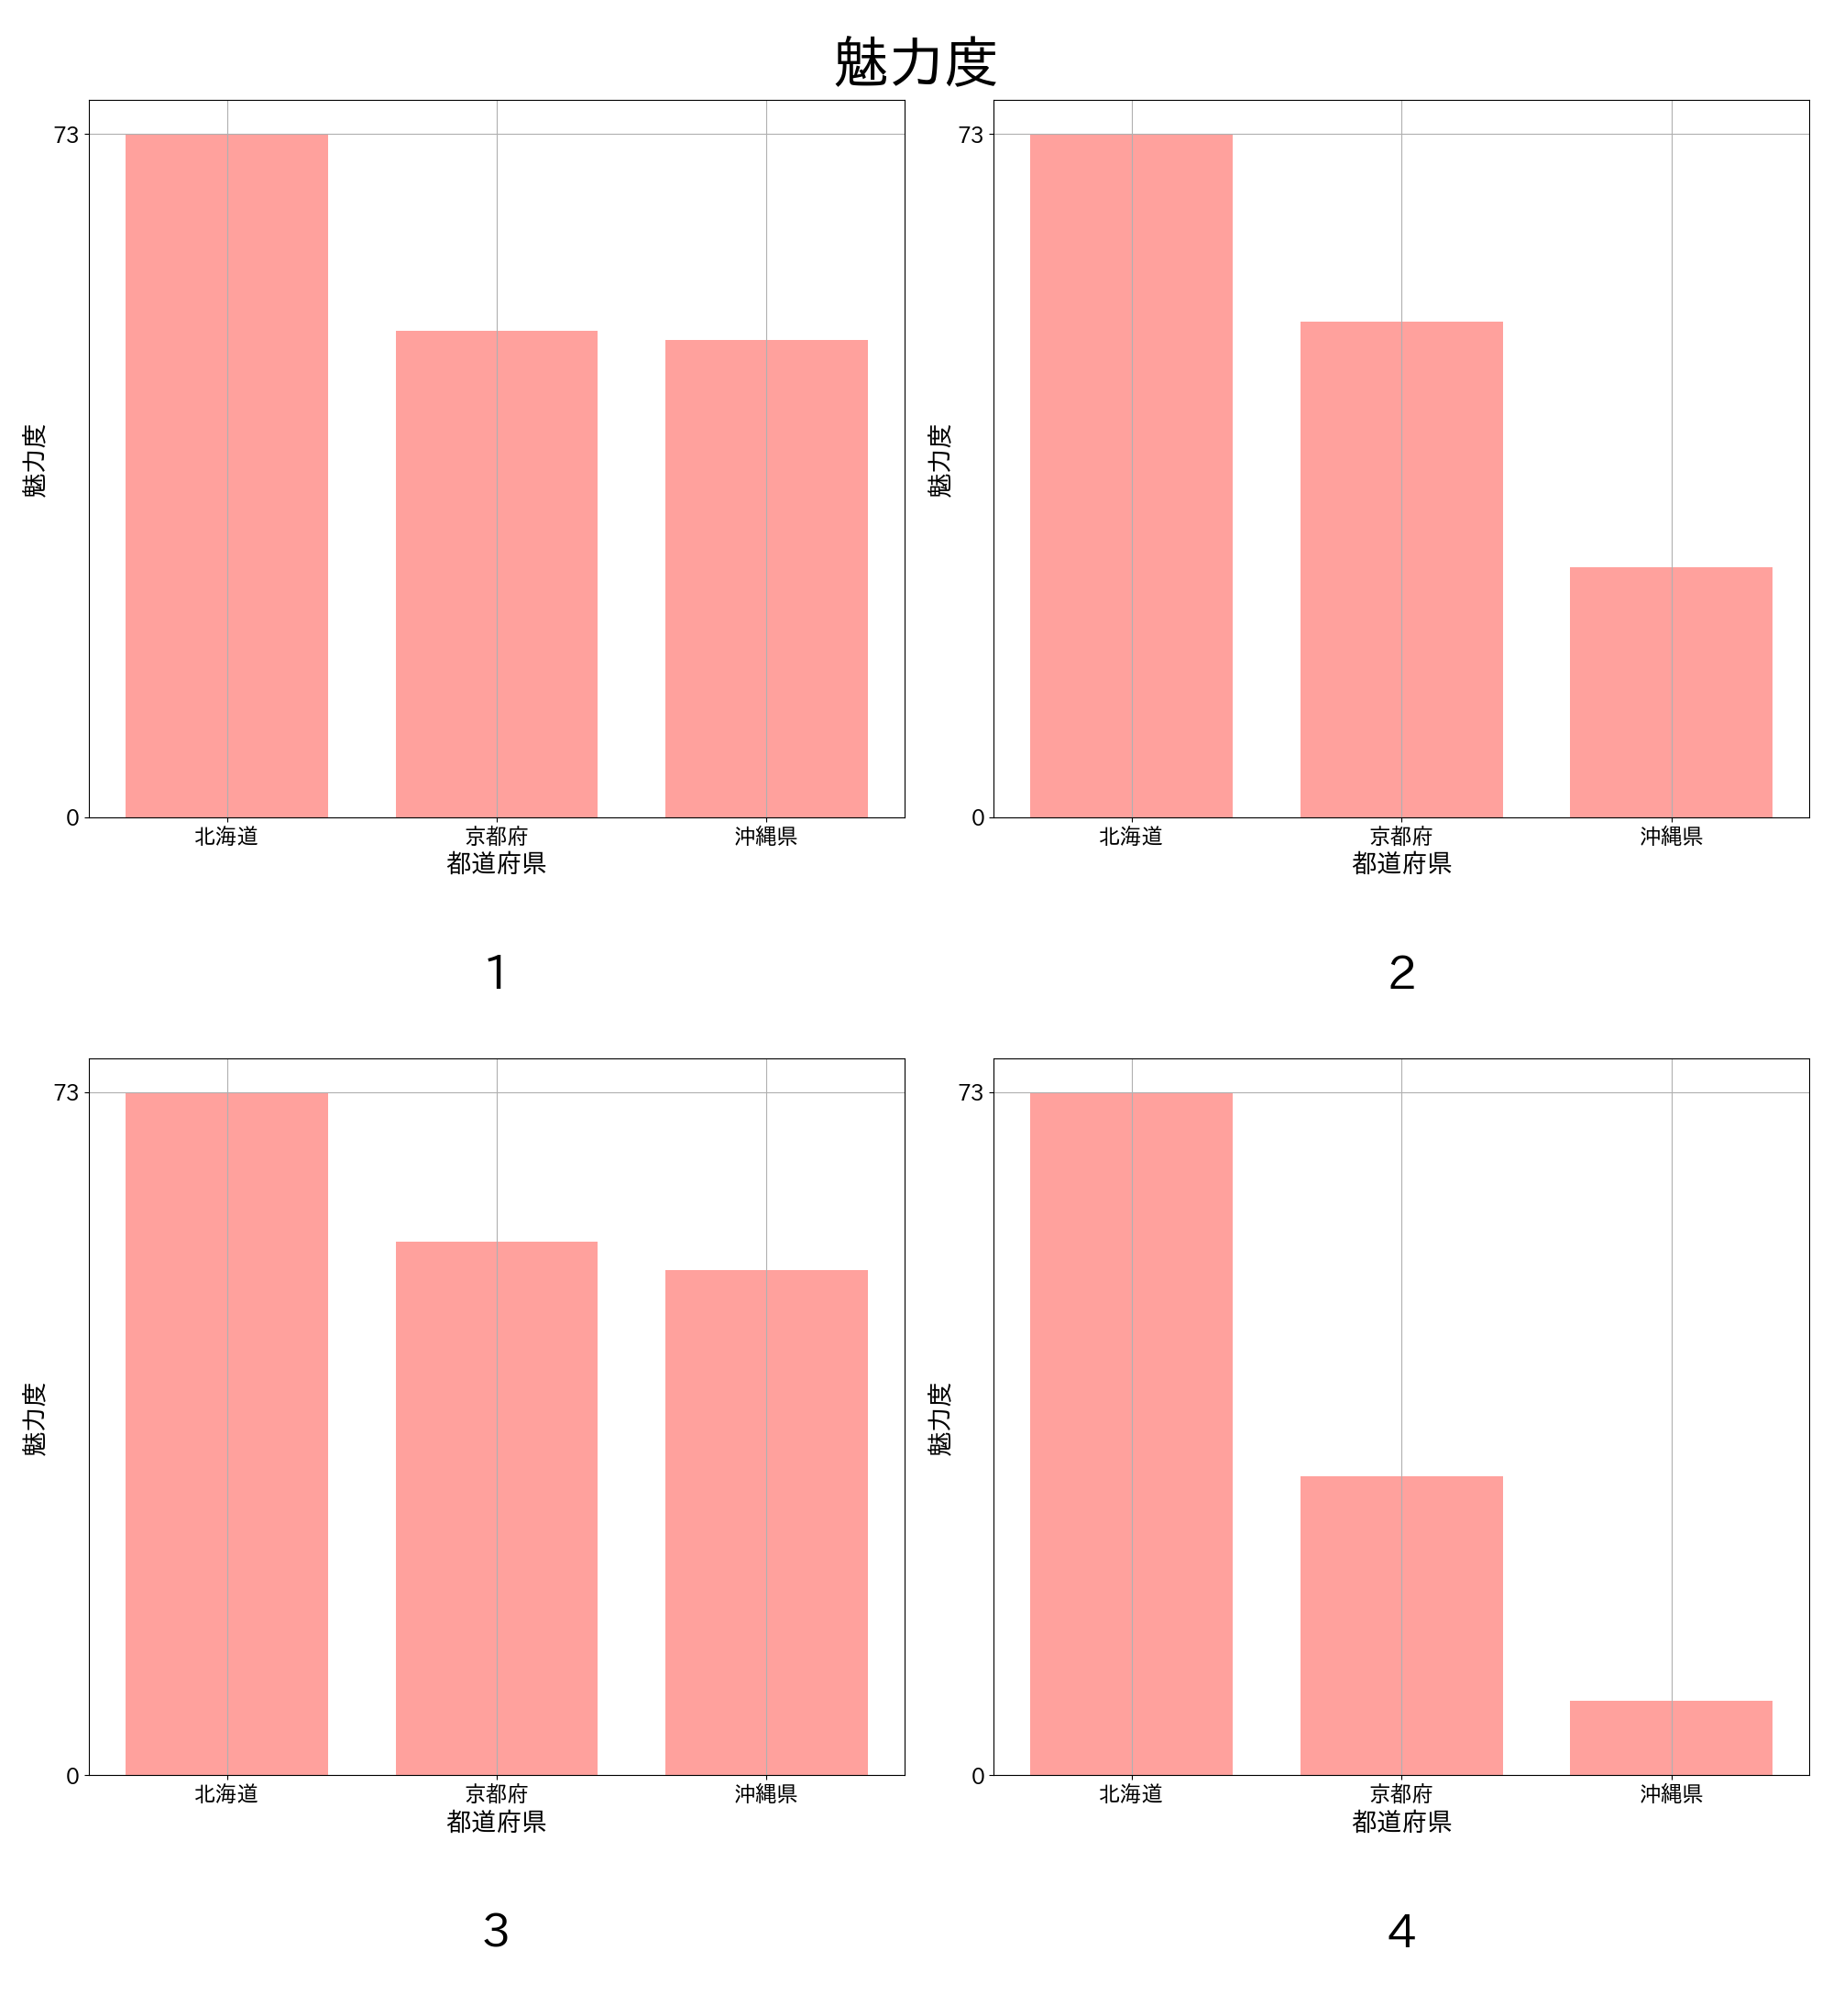 魅力度
73
魅力度
0
北海道 京都府 沖縄県
都道府県
1
73
魅力度
0
北海道 京都府 沖縄県
都道府県
2
73
魅力度
0
北海道 京都府 沖縄県
都道府県
3
73
魅力度
0
北海道 京都府 沖縄県
都道府県
4